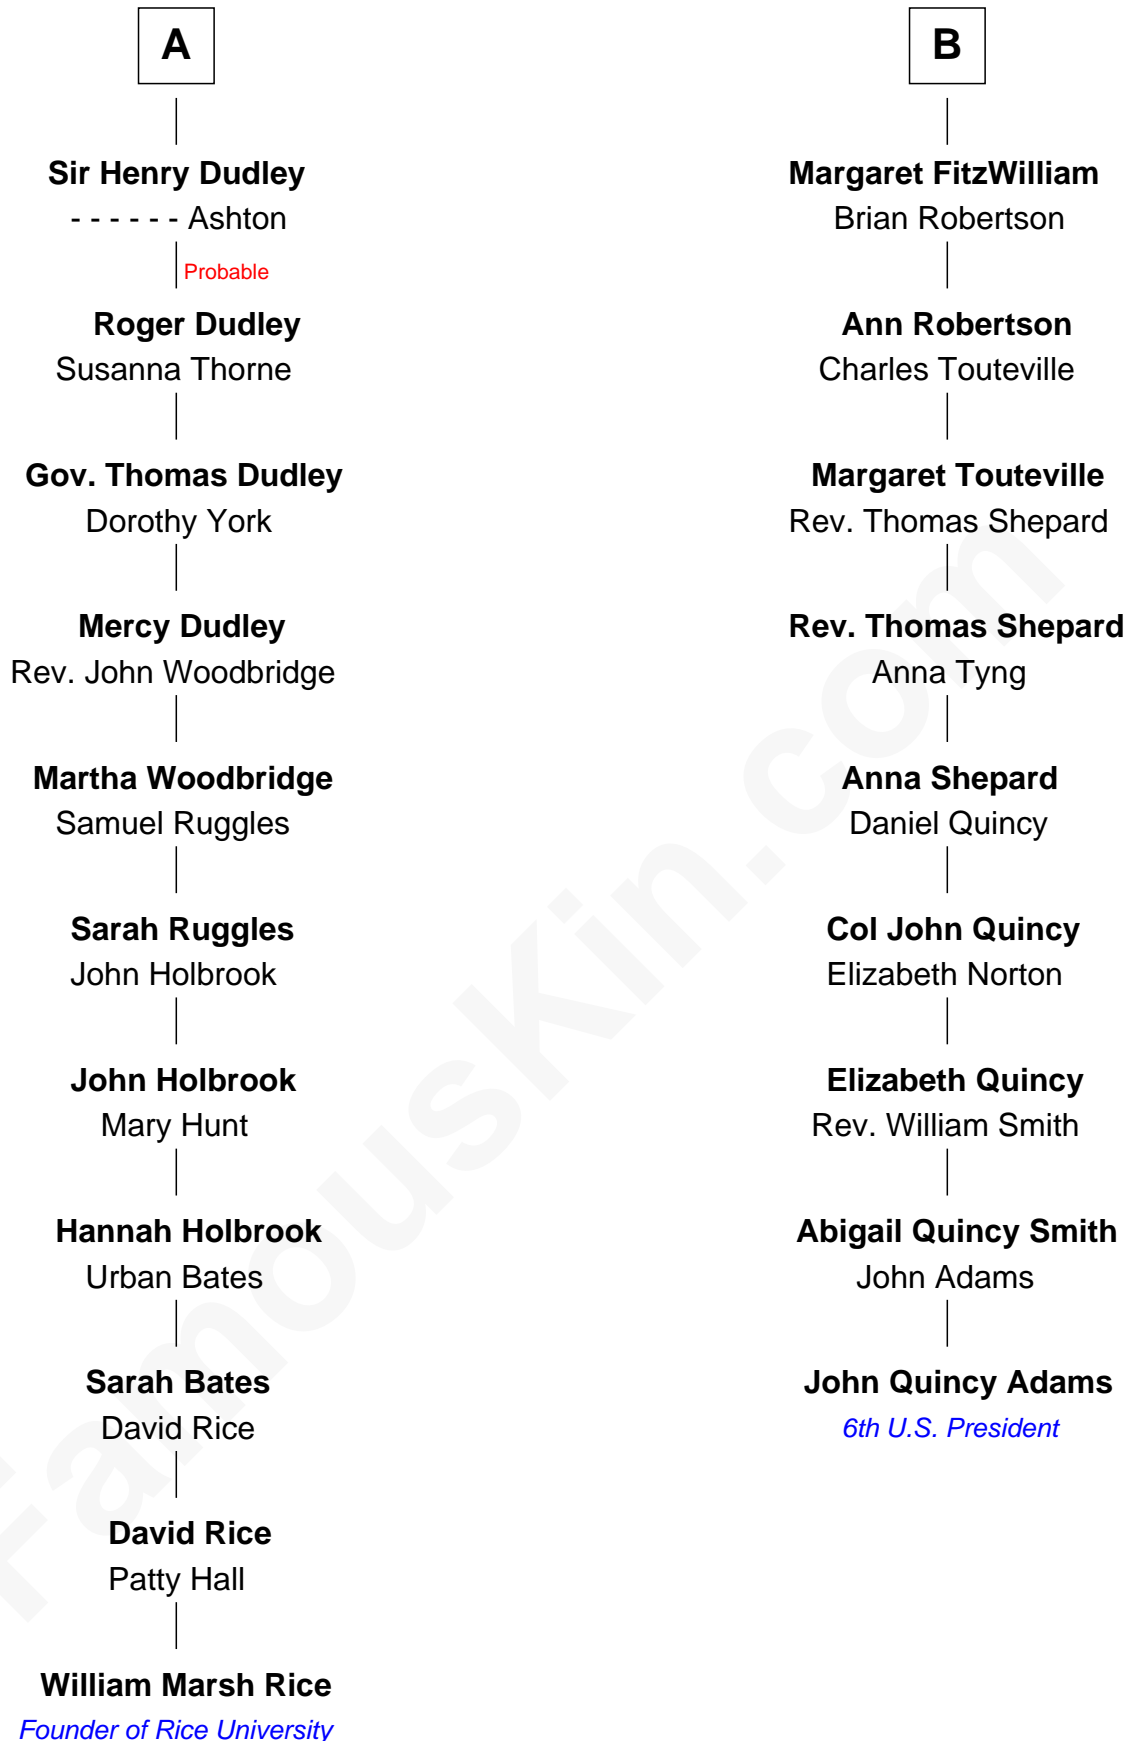 A
Sir Henry Dudley
- - - - - - Ashton
Probable
Roger Dudley
Susanna Thorne
Gov. Thomas Dudley
Dorothy York
Mercy Dudley
Rev. John Woodbridge
Martha Woodbridge
Samuel Ruggles
Sarah Ruggles
John Holbrook
John Holbrook
Mary Hunt
Hannah Holbrook
Urban Bates
Sarah Bates
David Rice
David Rice
Patty Hall
William Marsh Rice
Founder of Rice University
B
Margaret FitzWilliam
Brian Robertson
Ann Robertson
Charles Touteville
Margaret Touteville
Rev. Thomas Shepard
Rev. Thomas Shepard
Anna Tyng
Anna Shepard
Daniel Quincy
Col John Quincy
Elizabeth Norton
Elizabeth Quincy
Rev. William Smith
Abigail Quincy Smith
John Adams
John Quincy Adams
6th U.S. President
FamousKin.com